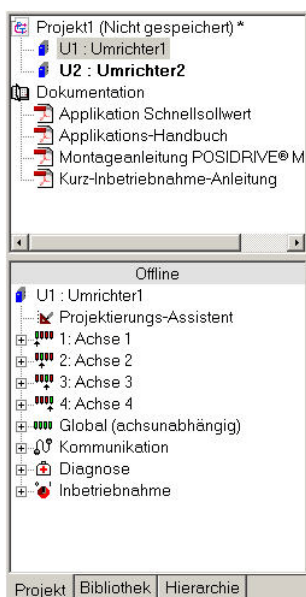 Projekt1 (Nicht gespeichert) *
U1 : Umrichter1
U2 : Umrichter2
Dokumentation
Applikation Schnellsollwert
Applikations-Handbuch
Montageanleitung POSIDRIVE® M
Kurz-Inbetriebnahme-Anleitung
Offline
U1 : Umrichter1
Projektierungs-Assistent
1: Achse 1
2: Achse 2
3: Achse 3
4: Achse 4
Global (achsunabhängig)
Kommunikation
Diagnose
Inbetriebnahme
Projekt Bibliothek Hierarchie